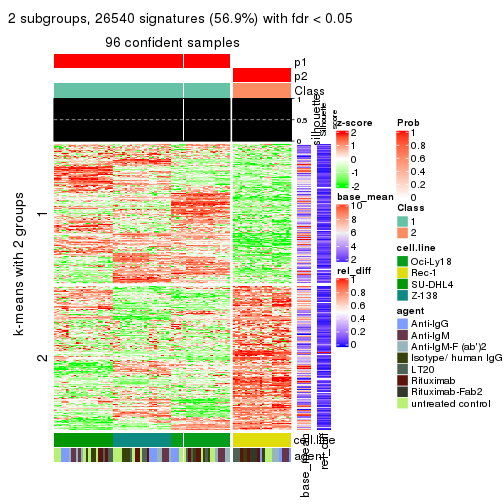 2 subgroups, 26540 signatures (56.9%) with fdr < 0.05
96 confident samples
p1
p2
Class
1
0.5
0
silhouette
score
k-means with 2 groups
1
2
cell.line
agent
base_mean
rel_diff
z-score
2
1
0
-1
-2
base_mean
10
8
6
4
2
rel_diff
1
0.8
0.6
0.4
0.2
0
Prob
1
0.8
0.6
0.4
0.2
0
Class
1
2
cell.line
Oci-Ly18
Rec-1
SU-DHL4
Z-138
agent
Anti-IgG
Anti-IgM
Anti-IgM-F (ab')2
Isotype/ human IgG
LT20
Rituximab
Rituximab-Fab2
untreated control